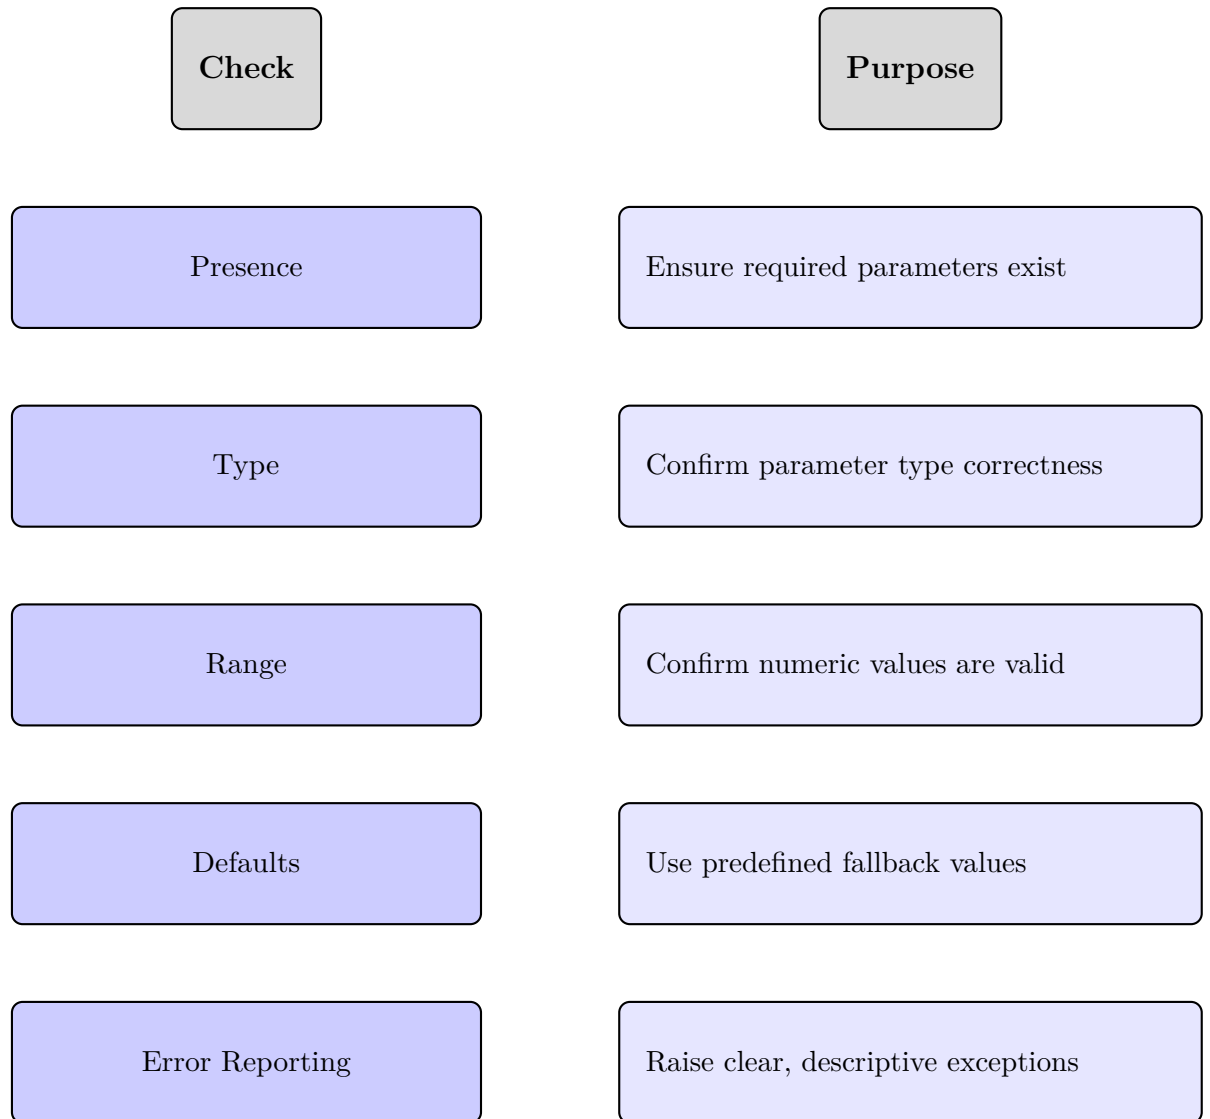 Check
Purpose
Presence
Ensure required parameters exist
Type
Confirm parameter type correctness
Range
Confirm numeric values are valid
Defaults
Use predefined fallback values
Error Reporting
Raise clear, descriptive exceptions